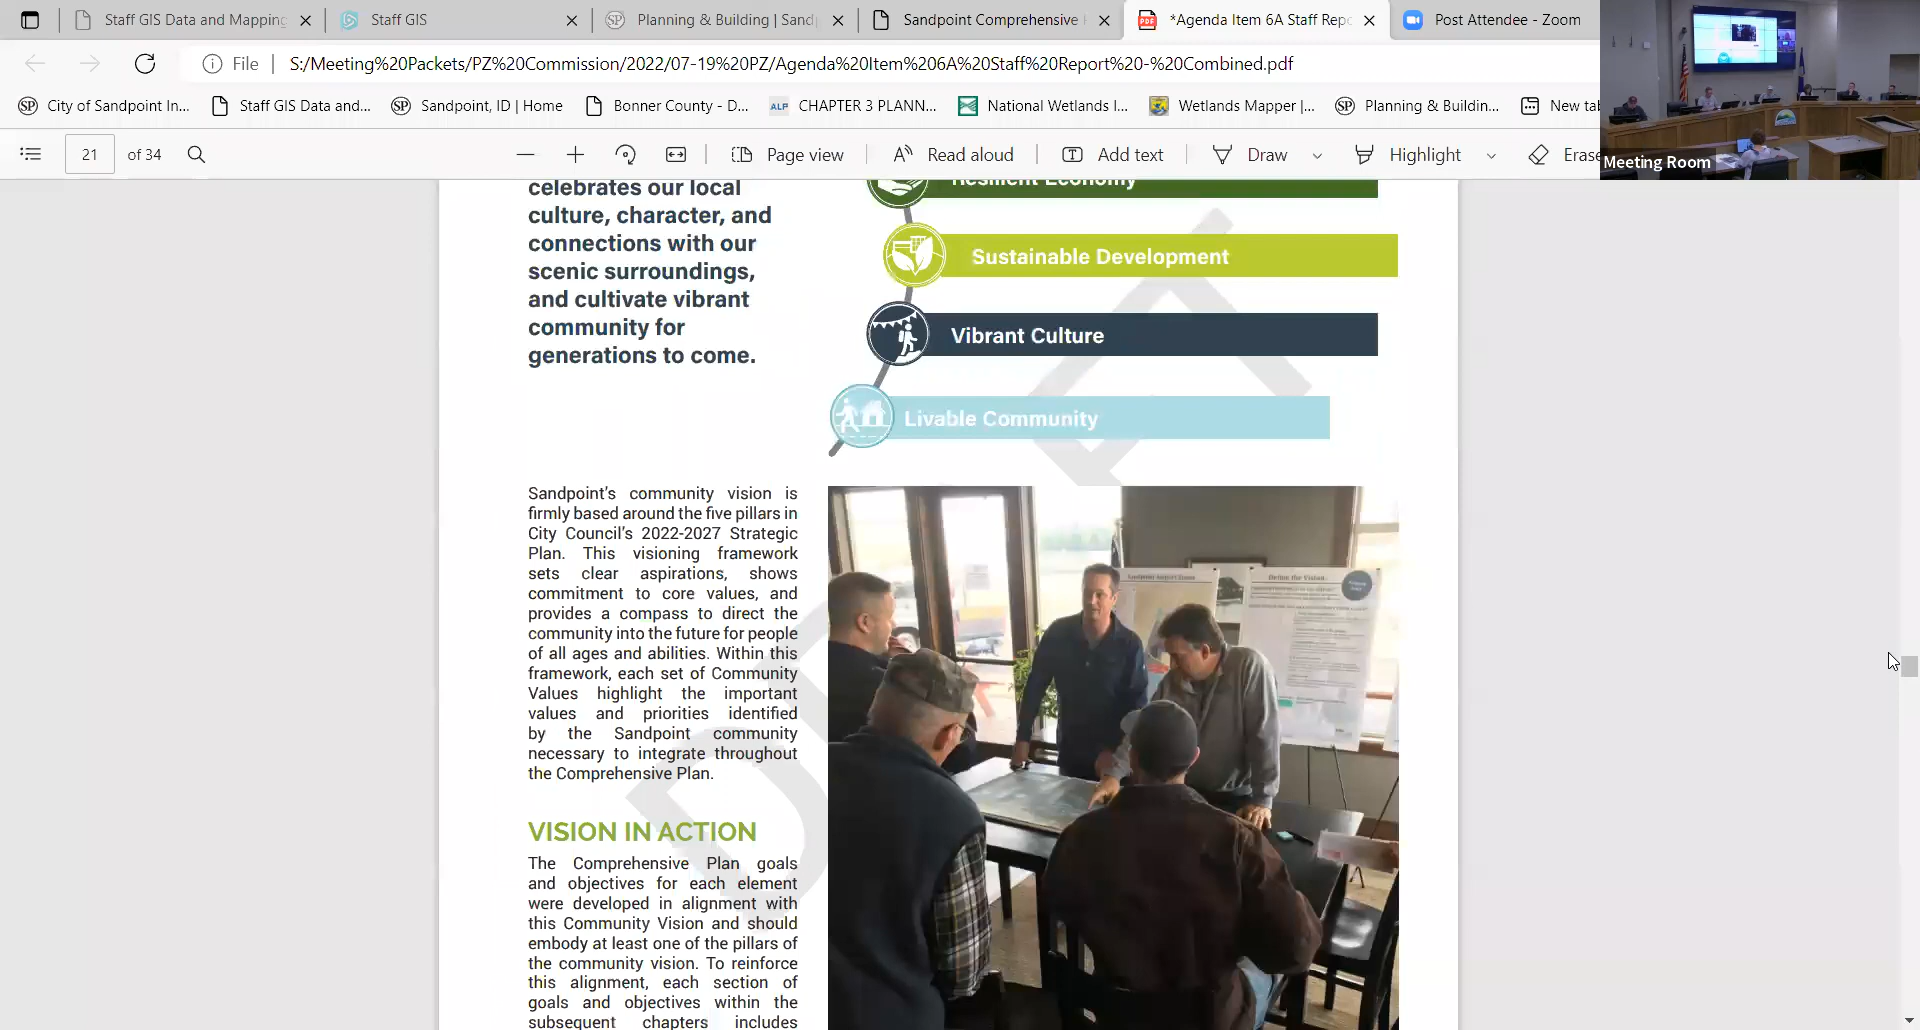 Staff GIS Data and Mapping
Staff GIS
Planning & Building | Sand
Sandpoint Comprehensive
*Agenda Item 6A Staff Repo
Post Attendee - Zoom
File
S:/Meeting%20Packets/PZ%20Commission/2022/07-19%20PZ/Agenda%20Item%206A%20Staff%20Report%20-%20Combined.pdf
City of Sandpoint In...
Staff GIS Data and...
Sandpoint, ID | Home
Bonner County - D...
ALP
CHAPTER 3 PLANN...
National Wetlands I...
Wetlands Mapper |...
Planning & Buildin...
New tab
21
of 34
Page view
Read aloud
Add text
Draw
Highlight
Erase
Meeting Room
celebrates our local
culture, character, and
connections with our
scenic surroundings,
and cultivate vibrant
community for
generations to come.
Resilient Economy
Sustainable Development
Vibrant Culture
Livable Community
Sandpoint's community vision is
firmly based around the five pillars in
City Council's 2022-2027 Strategic
Plan. This visioning framework
sets clear aspirations, shows
commitment to core values, and
provides a compass to direct the
community into the future for people
of all ages and abilities. Within this
framework, each set of Community
Values highlight the important
values and priorities identified
by the Sandpoint community
necessary to integrate throughout
the Comprehensive Plan.
VISION IN ACTION
The Comprehensive Plan goals
and objectives for each element
were developed in alignment with
this Community Vision and should
embody at least one of the pillars of
the community vision. To reinforce
this alignment, each section of
goals and objectives within the
subsequent chapters includes
Define the Vision